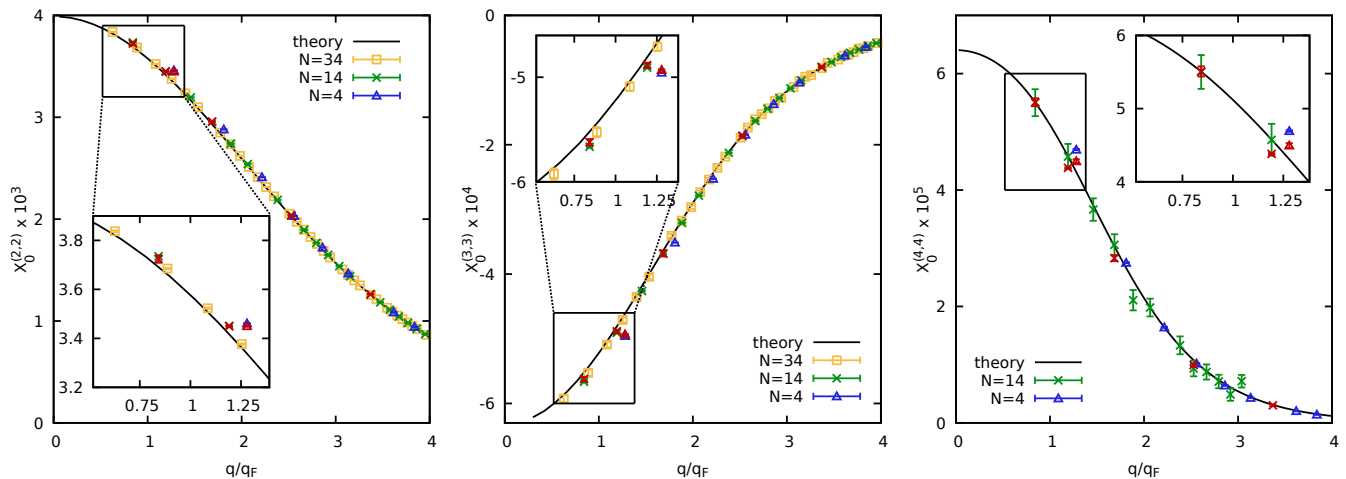 4
3
2
1
0
X₀^(2,2) x 10³
theory
N=34
N=14
N=4
3.8
3.6
3.4
3.2
0.75
1
1.25
0 1 2 3 4
q/q_F
0
-2
-4
-6
X₀^(3,3) x 10⁴
-5
-6
0.75
1
1.25
theory
N=34
N=14
N=4
0 1 2 3 4
q/q_F
8
6
4
2
0
X₀^(4,4) x 10⁵
6
5
4
0.75
1
1.25
theory
N=14
N=4
0 1 2 3 4
q/q_F